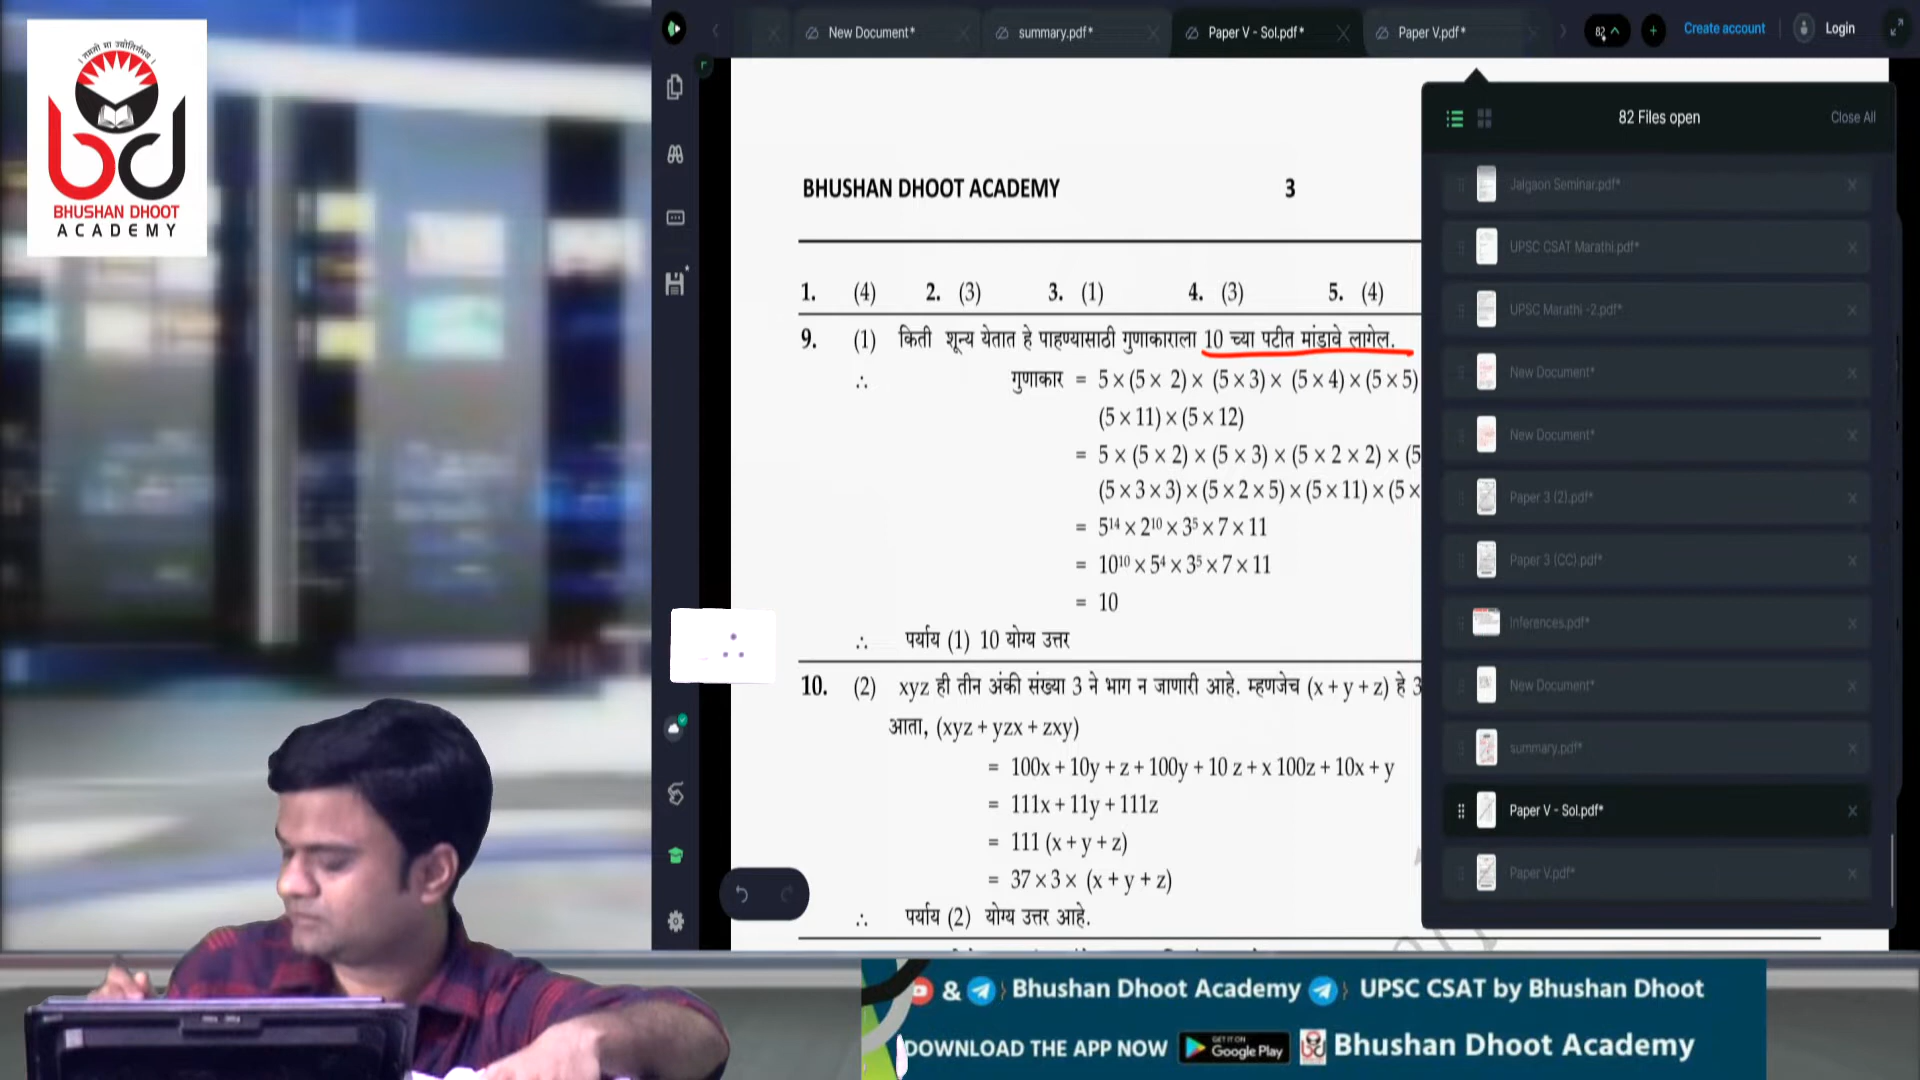 New Document*
summary.pdf*
Paper V - Sol.pdf*
Paper V.pdf*
82
Create account
Login
। तमसो मा ज्योतिर्गमय ।
BHUSHAN DHOOT
ACADEMY
82 Files open
Close All
Jalgaon Seminar.pdf*
UPSC CSAT Marathi.pdf*
UPSC Marathi -2.pdf*
New Document*
New Document*
Paper 3 (2).pdf*
Paper 3 (CC).pdf*
Inferences.pdf*
New Document*
summary.pdf*
Paper V - Sol.pdf*
Paper V.pdf*
BHUSHAN DHOOT ACADEMY 3
1. (4) 2. (3) 3. (1) 4. (3) 5. (4)
9. (1) किती शून्य येतात हे पाहण्यासाठी गुणाकाराला 10 च्या पटीत मांडावे लागेल.
∴ गुणाकार = 5 × (5 × 2) × (5 × 3) × (5 × 4) × (5 × 5)
(5 × 11) × (5 × 12)
= 5 × (5 × 2) × (5 × 3) × (5 × 2 × 2) × (5
(5 × 3 × 3) × (5 × 2 × 5) × (5 × 11) × (5 ×
= 5¹⁴ × 2¹⁰ × 3⁵ × 7 × 11
= 10¹⁰ × 5⁴ × 3⁵ × 7 × 11
= 10
∴ पर्याय (1) 10 योग्य उत्तर
10. (2) xyz ही तीन अंकी संख्या 3 ने भाग न जाणारी आहे. म्हणजेच (x + y + z) हे 3
आता, (xyz + yzx + zxy)
= 100x + 10y + z + 100y + 10 z + x 100z + 10x + y
= 111x + 11y + 111z
= 111 (x + y + z)
= 37 × 3 × (x + y + z)
∴ पर्याय (2) योग्य उत्तर आहे.
& Bhushan Dhoot Academy UPSC CSAT by Bhushan Dhoot
DOWNLOAD THE APP NOW GET IT ON Google Play Bhushan Dhoot Academy